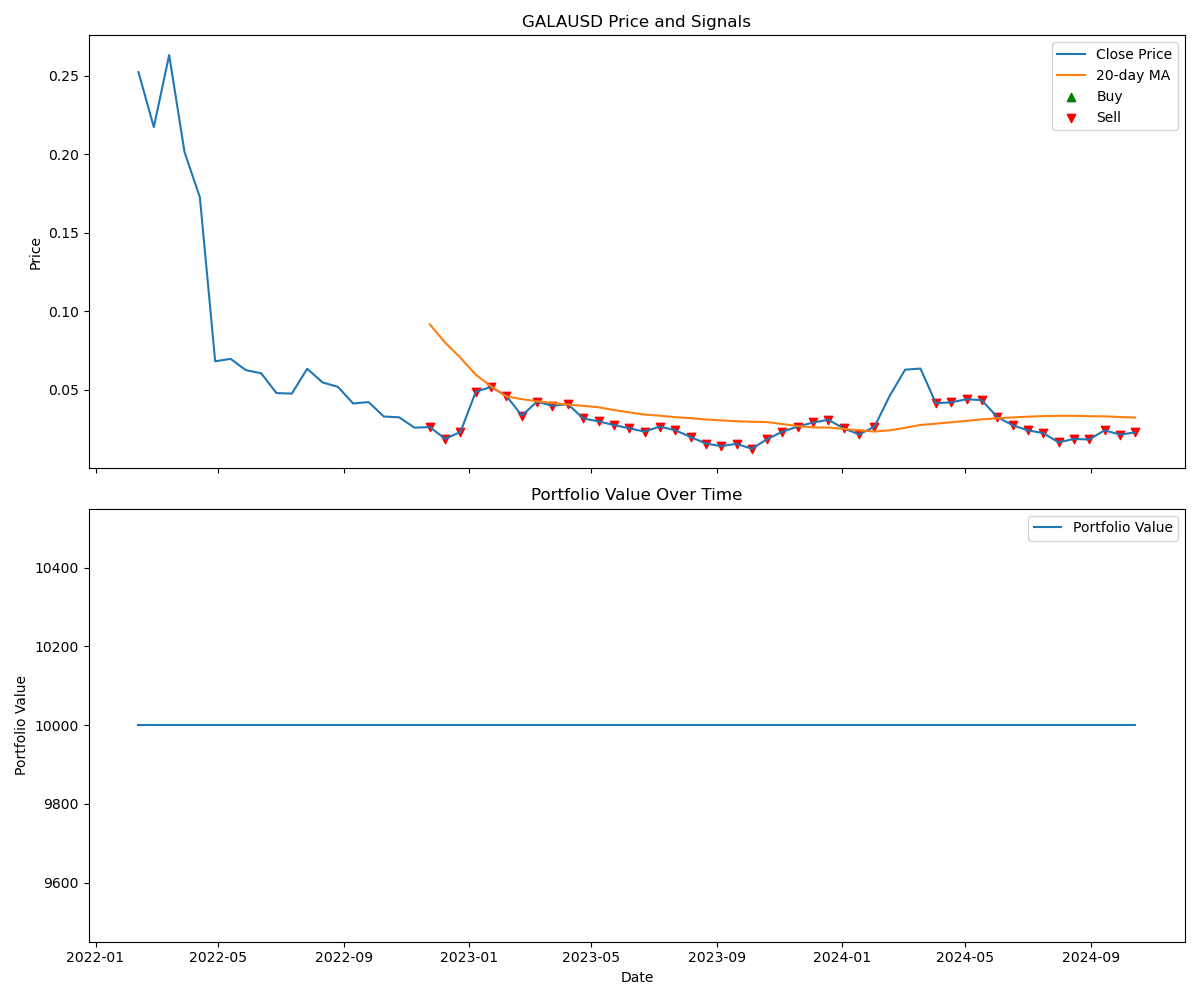 GALAUSD Price and Signals
Close Price
20-day MA
Buy
Sell
0.25
0.20
0.15
0.10
0.05
Price
Portfolio Value Over Time
Portfolio Value
10400
10200
10000
9800
9600
Portfolio Value
2022-01 2022-05 2022-09 2023-01 2023-05 2023-09 2024-01 2024-05 2024-09
Date